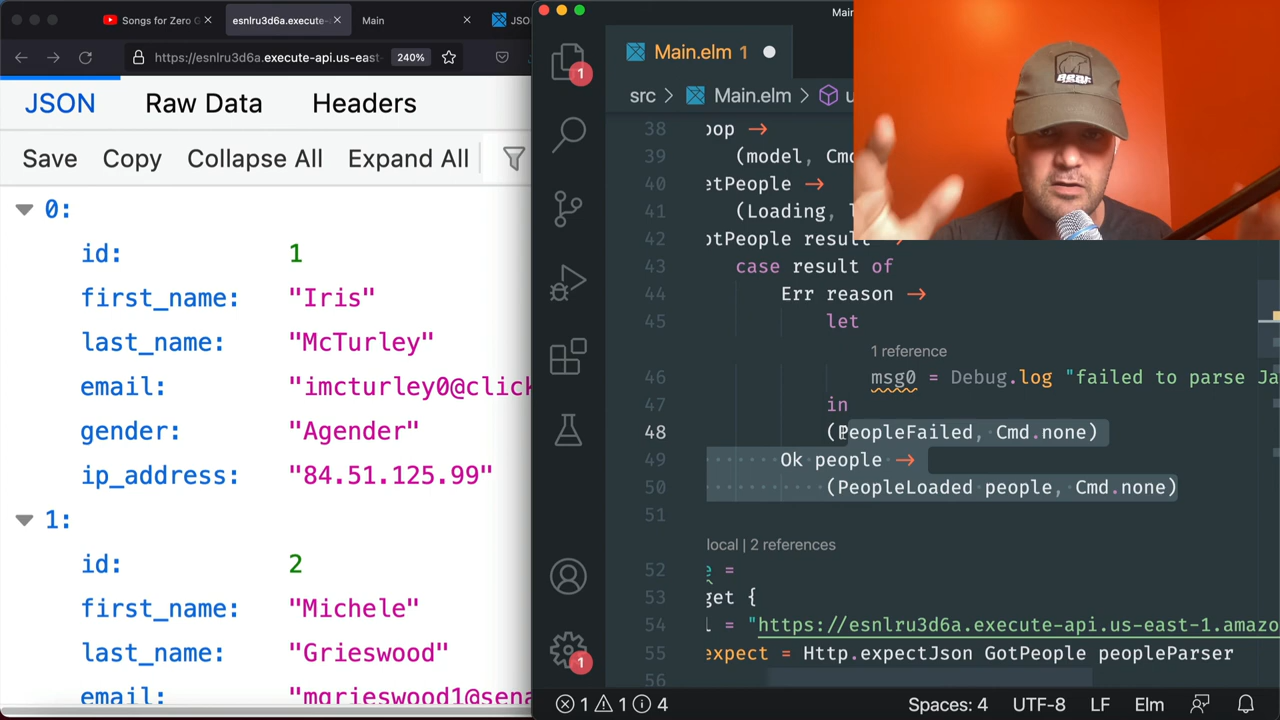 Songs for Zero G
esnlru3d6a.execute-
Main
JSO
https://esnlru3d6a.execute-api.us-east-
240%
JSON
Raw Data
Headers
Save
Copy
Collapse All
Expand All
0:
id: 1
first_name: "Iris"
last_name: "McTurley"
email: "imcturley0@click
gender: "Agender"
ip_address: "84.51.125.99"
1:
id: 2
first_name: "Michele"
last_name: "Grieswood"
email: "mgrieswood1@sena
Main
1
Main.elm 1
src > Main.elm > u
38 oop →
39 (model, Cmd
40 etPeople →
41 (Loading, l
42 otPeople result →
43 case result of
44 Err reason →
45 let
1 reference
46 msg0 = Debug.log "failed to parse Ja
47 in
48 (PeopleFailed, Cmd.none)
49 Ok people →
50 (PeopleLoaded people, Cmd.none)
51
local | 2 references
52 e =
53 get {
54 l = "https://esnlru3d6a.execute-api.us-east-1.amazo
55 expect = Http.expectJson GotPeople peopleParser
56
1
1 1 4
Spaces: 4
UTF-8
LF
Elm